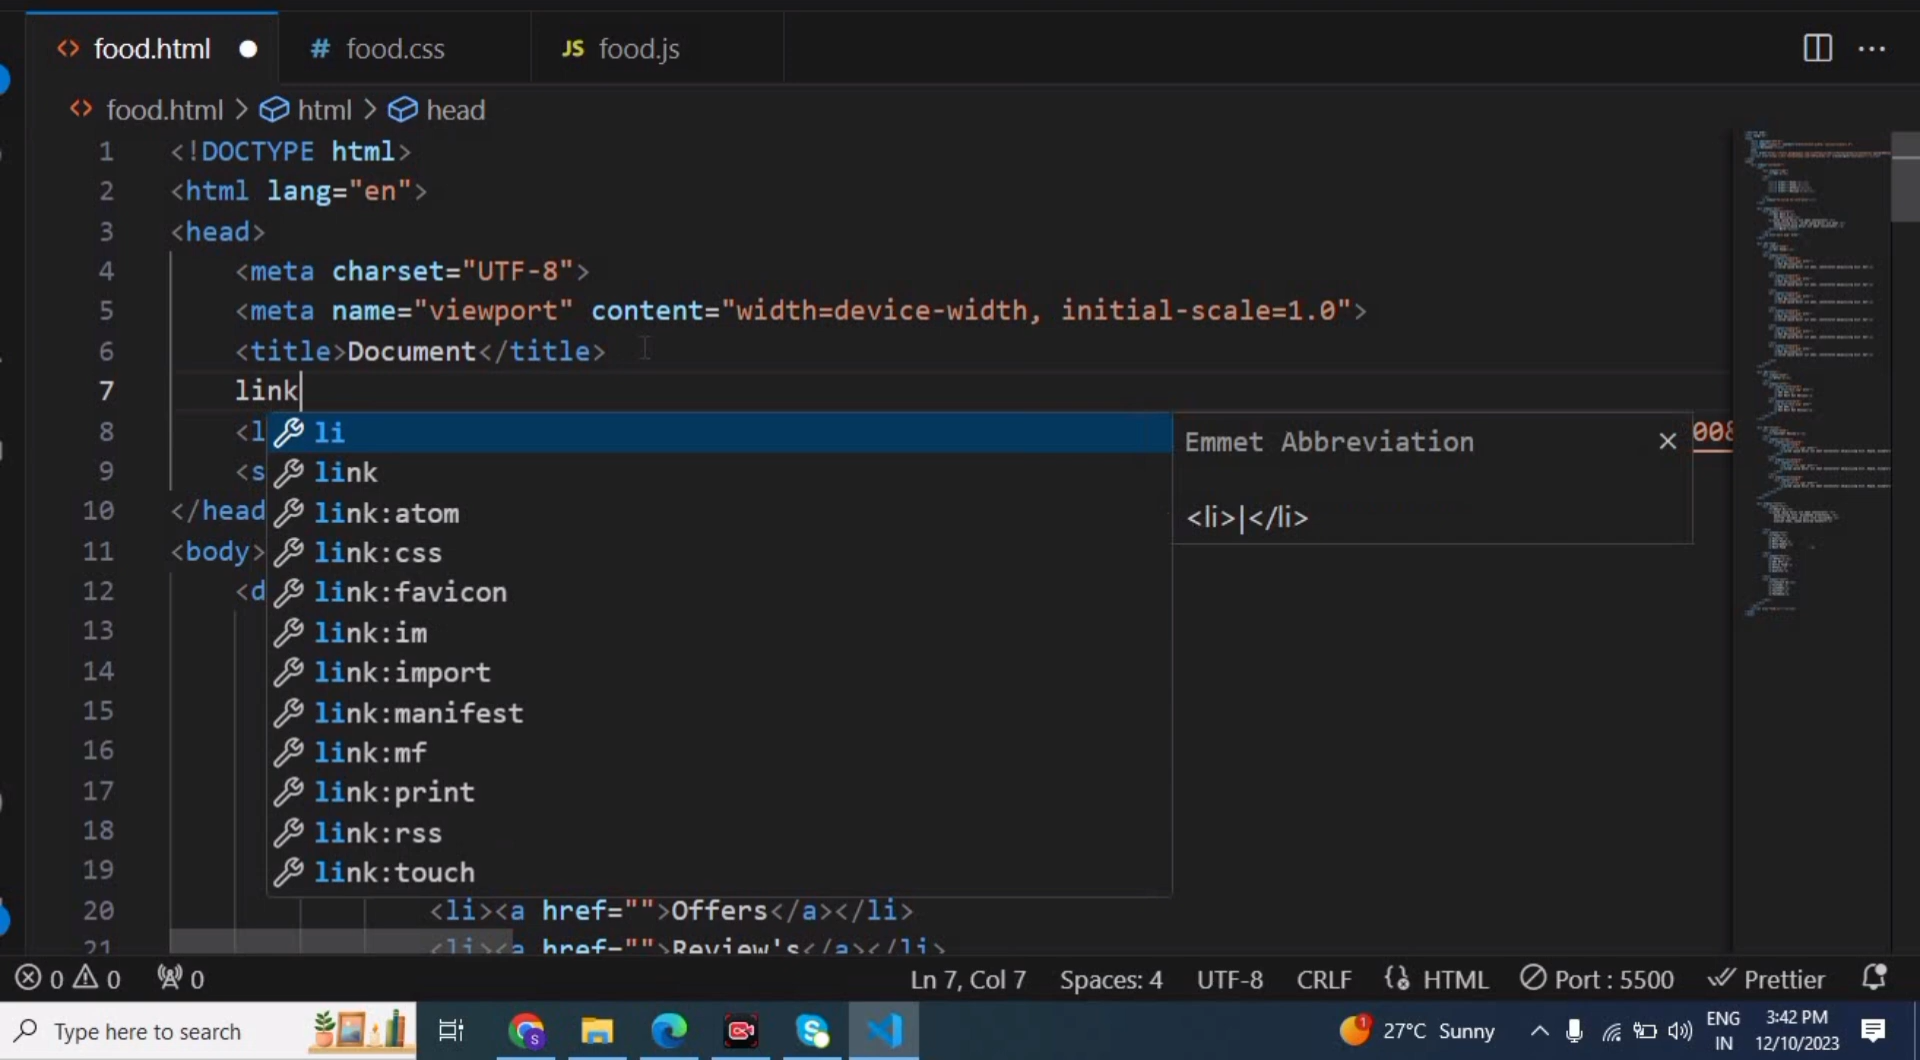 food.html
# food.css
JS food.js
food.html > html > head
1 <!DOCTYPE html>
2 <html lang="en">
3 <head>
4 <meta charset="UTF-8">
5 <meta name="viewport" content="width=device-width, initial-scale=1.0">
6 <title>Document</title>
7 link
8 <l
9 <s
10 </head
11 <body>
12 <d
13
14
15
16
17
18
19
20 <li><a href="">Offers</a></li>
21 <li><a href="">Review's</a></li>
li
link
link:atom
link:css
link:favicon
link:im
link:import
link:manifest
link:mf
link:print
link:rss
link:touch
Emmet Abbreviation
<li>|</li>
0 0 0 Ln 7, Col 7 Spaces: 4 UTF-8 CRLF HTML Port : 5500 Prettier
Type here to search
27°C Sunny
ENG
IN
3:42 PM
12/10/2023